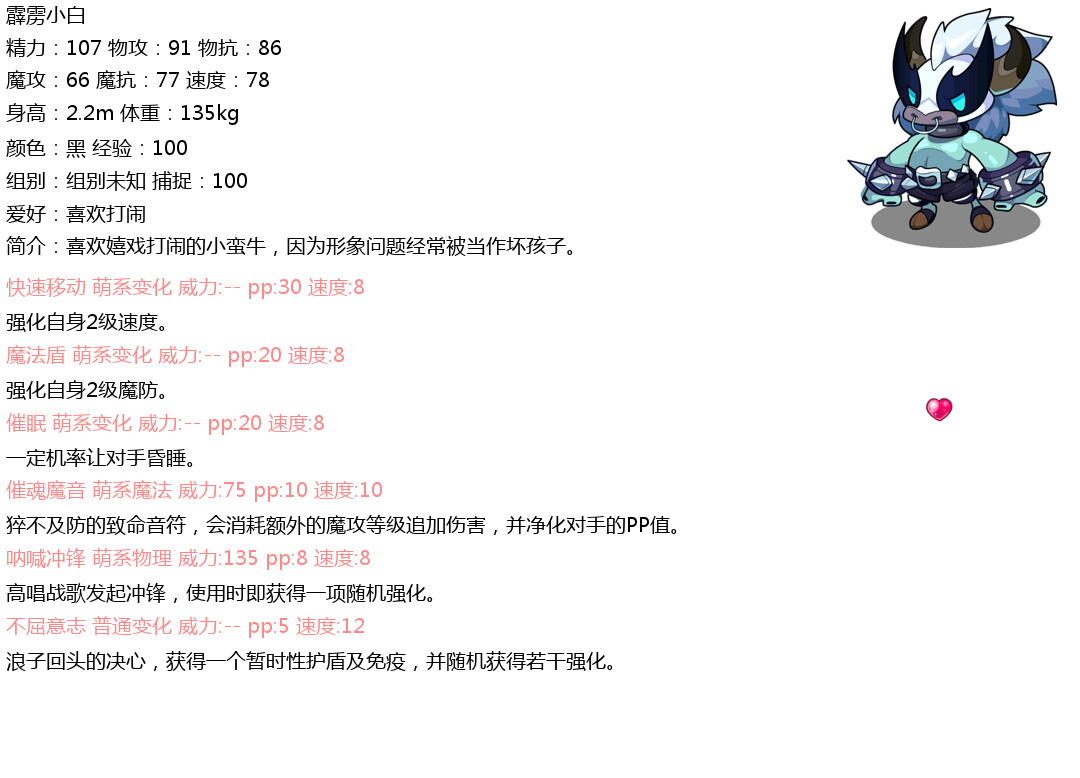 霹雳小白
精力：107 物攻：91 物抗：86
魔攻：66 魔抗：77 速度：78
身高：2.2m 体重：135kg
颜色：黑 经验：100
组别：组别未知 捕捉：100
爱好：喜欢打闹
简介：喜欢嬉戏打闹的小蛮牛，因为形象问题经常被当作坏孩子。
快速移动 萌系变化 威力:-- pp:30 速度:8
强化自身2级速度。
魔法盾 萌系变化 威力:-- pp:20 速度:8
强化自身2级魔防。
催眠 萌系变化 威力:-- pp:20 速度:8
一定机率让对手昏睡。
催魂魔音 萌系魔法 威力:75 pp:10 速度:10
猝不及防的致命音符，会消耗额外的魔攻等级追加伤害，并净化对手的PP值。
呐喊冲锋 萌系物理 威力:135 pp:8 速度:8
高唱战歌发起冲锋，使用时即获得一项随机强化。
不屈意志 普通变化 威力:-- pp:5 速度:12
浪子回头的决心，获得一个暂时性护盾及免疫，并随机获得若干强化。